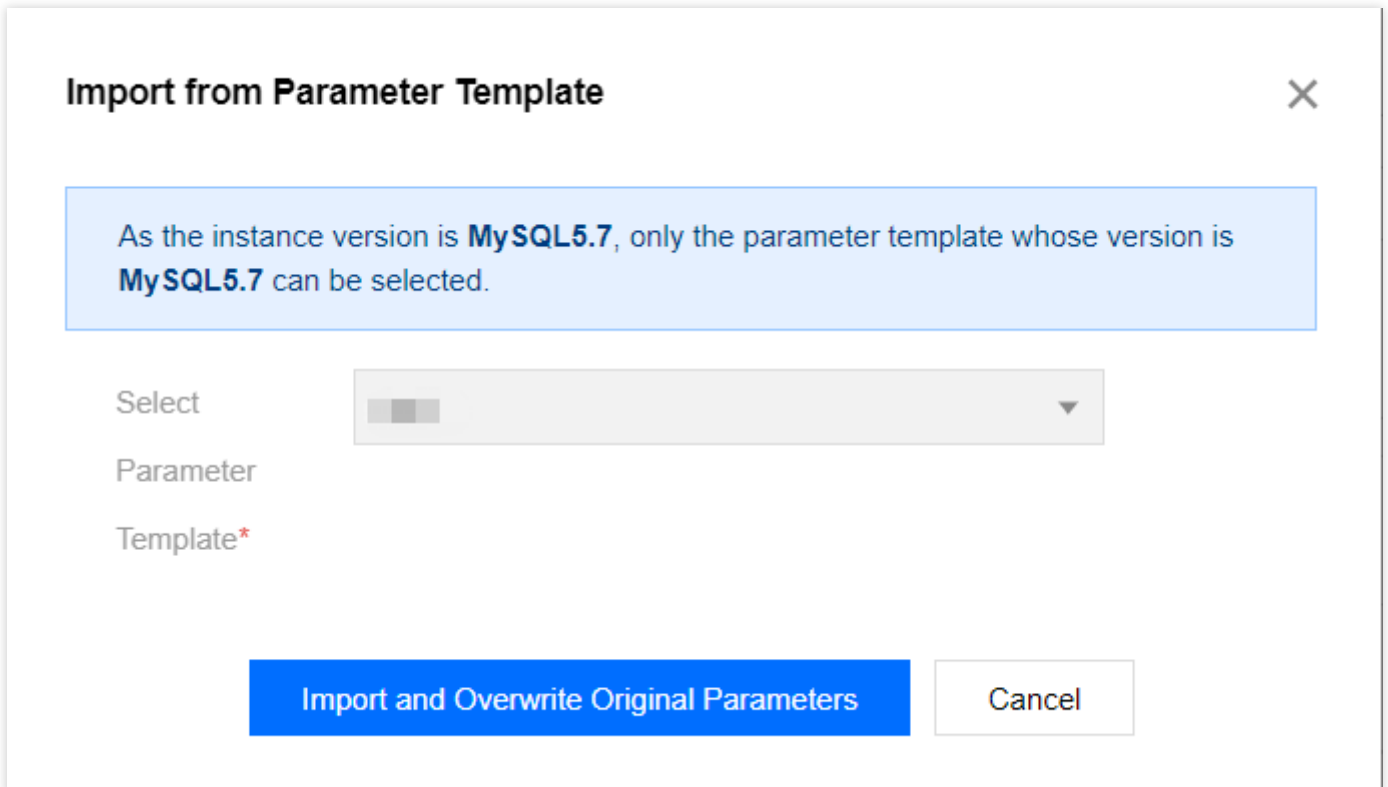 Import from Parameter Template
As the instance version is MySQL5.7, only the parameter template whose version is
MySQL5.7 can be selected.
Select
Parameter
Template*
Import and Overwrite Original Parameters
Cancel